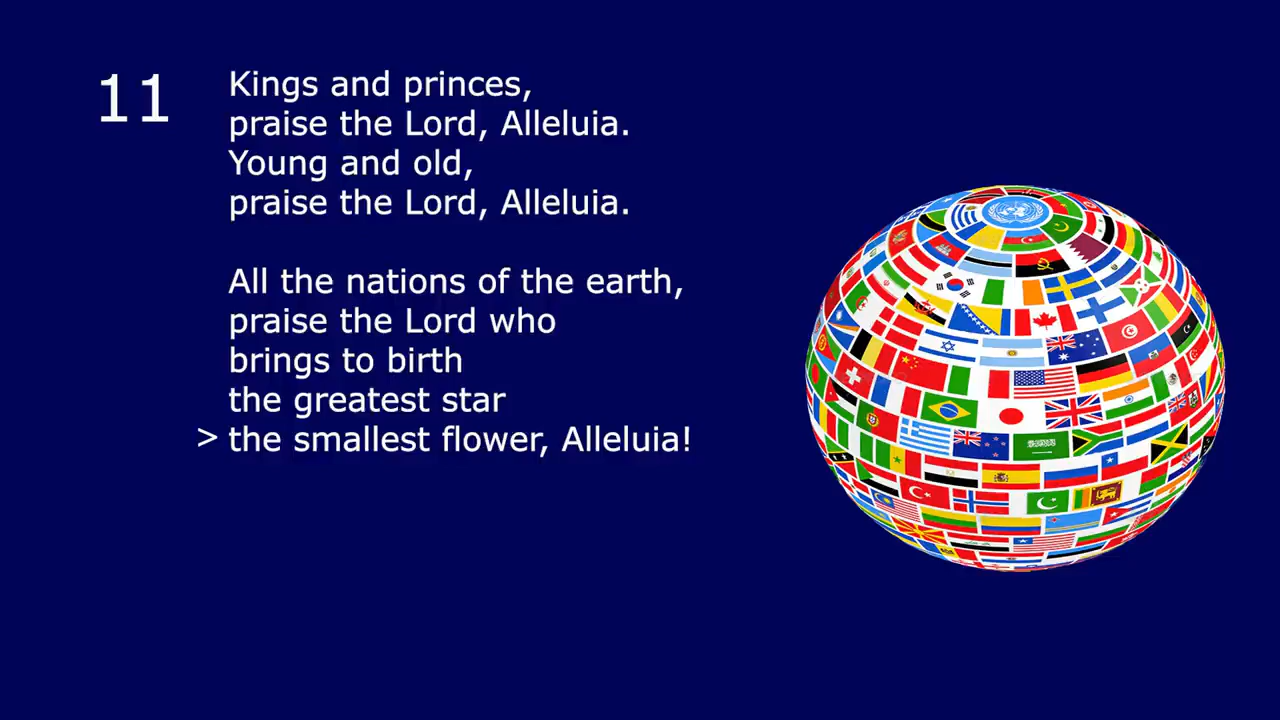 11
Kings and princes,
praise the Lord, Alleluia.
Young and old,
praise the Lord, Alleluia.
All the nations of the earth,
praise the Lord who
brings to birth
the greatest star
> the smallest flower, Alleluia!